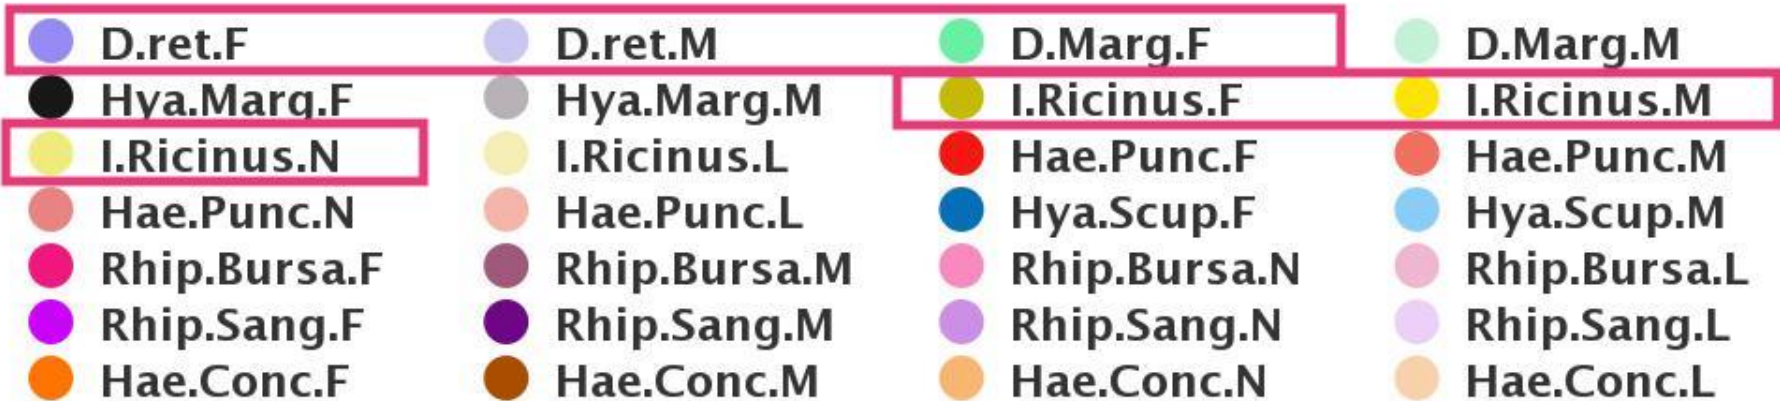 D.ret.F D.ret.M D.Marg.F D.Marg.M
Hya.Marg.F Hya.Marg.M I.Ricinus.F I.Ricinus.M
I.Ricinus.N I.Ricinus.L Hae.Punc.F Hae.Punc.M
Hae.Punc.N Hae.Punc.L Hya.Scup.F Hya.Scup.M
Rhip.Bursa.F Rhip.Bursa.M Rhip.Bursa.N Rhip.Bursa.L
Rhip.Sang.F Rhip.Sang.M Rhip.Sang.N Rhip.Sang.L
Hae.Conc.F Hae.Conc.M Hae.Conc.N Hae.Conc.L